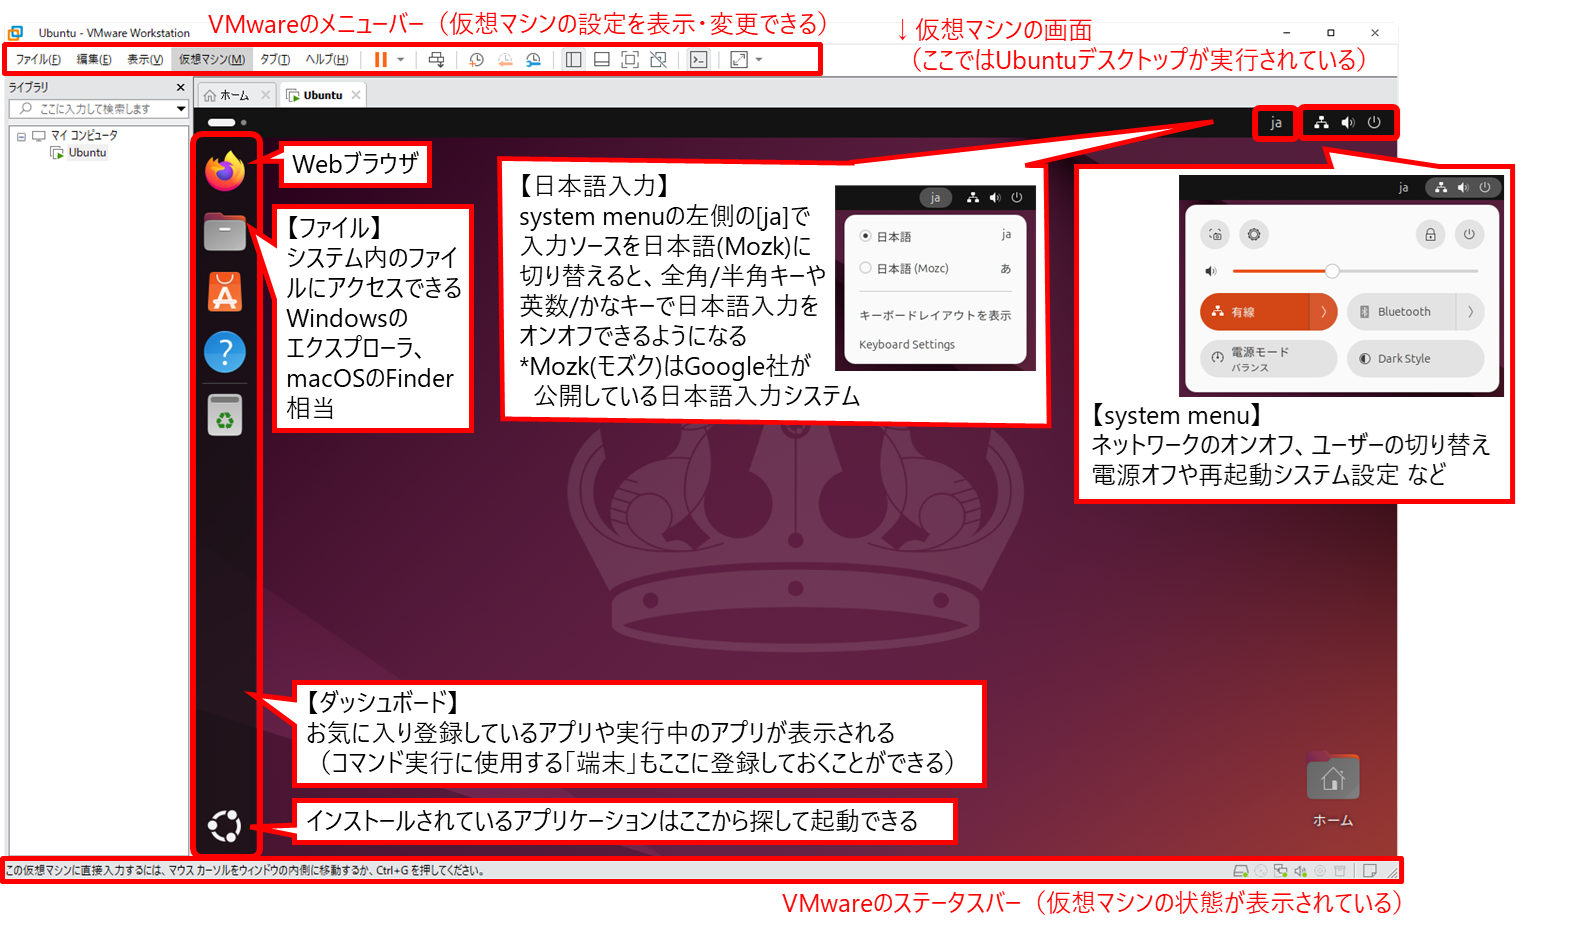 VMwareのメニューバー（仮想マシンの設定を表示・変更できる）
↓仮想マシンの画面
（ここではUbuntuデスクトップが実行されている）
Ubuntu - VMware Workstation
ファイル(F) 編集(E) 表示(V) 仮想マシン(M) タブ(T) ヘルプ(H)
ライブラリ
ここに入力して検索します
マイ コンピュータ
Ubuntu
ホーム
Ubuntu
ja
Webブラウザ
【ファイル】
システム内のファイ
ルにアクセスできる
Windowsの
エクスプローラ、
macOSのFinder
相当
【日本語入力】
system menuの左側の[ja]で
入力ソースを日本語(Mozk)に
切り替えると、全角/半角キーや
英数/かなキーで日本語入力を
オンオフできるようになる
*Mozk(モズク)はGoogle社が
公開している日本語入力システム
ja
日本語 ja
日本語 (Mozc) あ
キーボードレイアウトを表示
Keyboard Settings
ja
有線
Bluetooth
電源モード
バランス
Dark Style
【system menu】
ネットワークのオンオフ、ユーザーの切り替え
電源オフや再起動システム設定 など
【ダッシュボード】
お気に入り登録しているアプリや実行中のアプリが表示される
（コマンド実行に使用する「端末」もここに登録しておくことができる）
インストールされているアプリケーションはここから探して起動できる
ホーム
この仮想マシンに直接入力するには、マウス カーソルをウィンドウの内側に移動するか、Ctrl+G を押してください。
VMwareのステータスバー（仮想マシンの状態が表示されている）